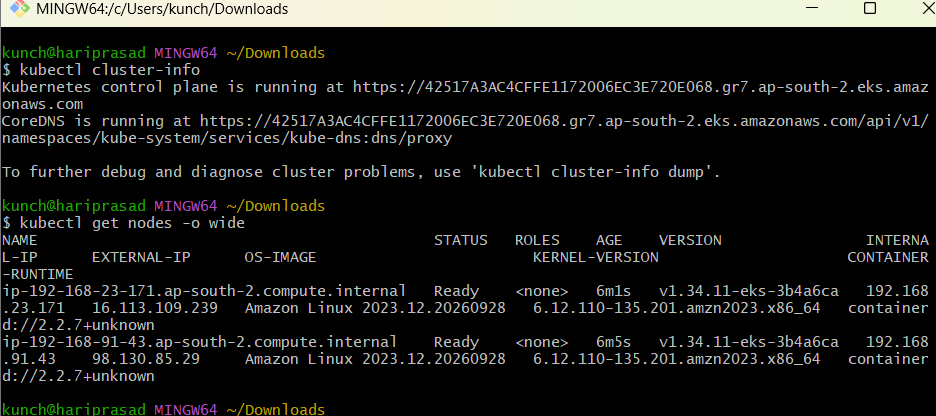 MINGW64:/c/Users/kunch/Downloads
kunch@hariprasad MINGW64 ~/Downloads
$ kubectl cluster-info
Kubernetes control plane is running at https://42517A3AC4CFFE1172006EC3E720E068.gr7.ap-south-2.eks.amaz
onaws.com
CoreDNS is running at https://42517A3AC4CFFE1172006EC3E720E068.gr7.ap-south-2.eks.amazonaws.com/api/v1/
namespaces/kube-system/services/kube-dns:dns/proxy
To further debug and diagnose cluster problems, use 'kubectl cluster-info dump'.
kunch@hariprasad MINGW64 ~/Downloads
$ kubectl get nodes -o wide
NAME STATUS ROLES AGE VERSION INTERNA
L-IP EXTERNAL-IP OS-IMAGE KERNEL-VERSION CONTAINER
-RUNTIME
ip-192-168-23-171.ap-south-2.compute.internal Ready <none> 6m1s v1.34.11-eks-3b4a6ca 192.168
.23.171 16.113.109.239 Amazon Linux 2023.12.20260928 6.12.110-135.201.amzn2023.x86_64 container
d://2.2.7+unknown
ip-192-168-91-43.ap-south-2.compute.internal Ready <none> 6m5s v1.34.11-eks-3b4a6ca 192.168
.91.43 98.130.85.29 Amazon Linux 2023.12.20260928 6.12.110-135.201.amzn2023.x86_64 container
d://2.2.7+unknown
kunch@hariprasad MINGW64 ~/Downloads